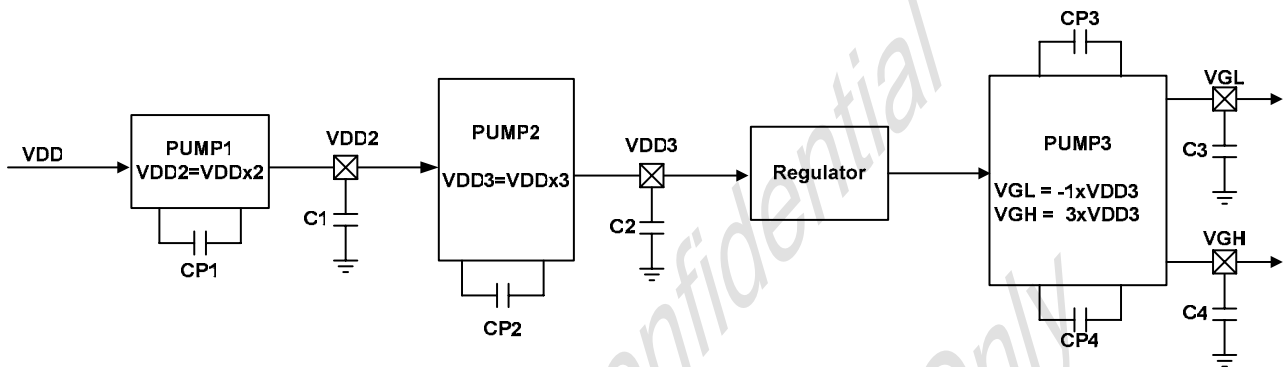 VDD
PUMP1
VDD2=VDDx2
CP1
VDD2
C1
PUMP2
VDD3=VDDx3
CP2
VDD3
C2
Regulator
CP3
PUMP3
VGL = -1xVDD3
VGH = 3xVDD3
CP4
VGL
C3
VGH
C4
only